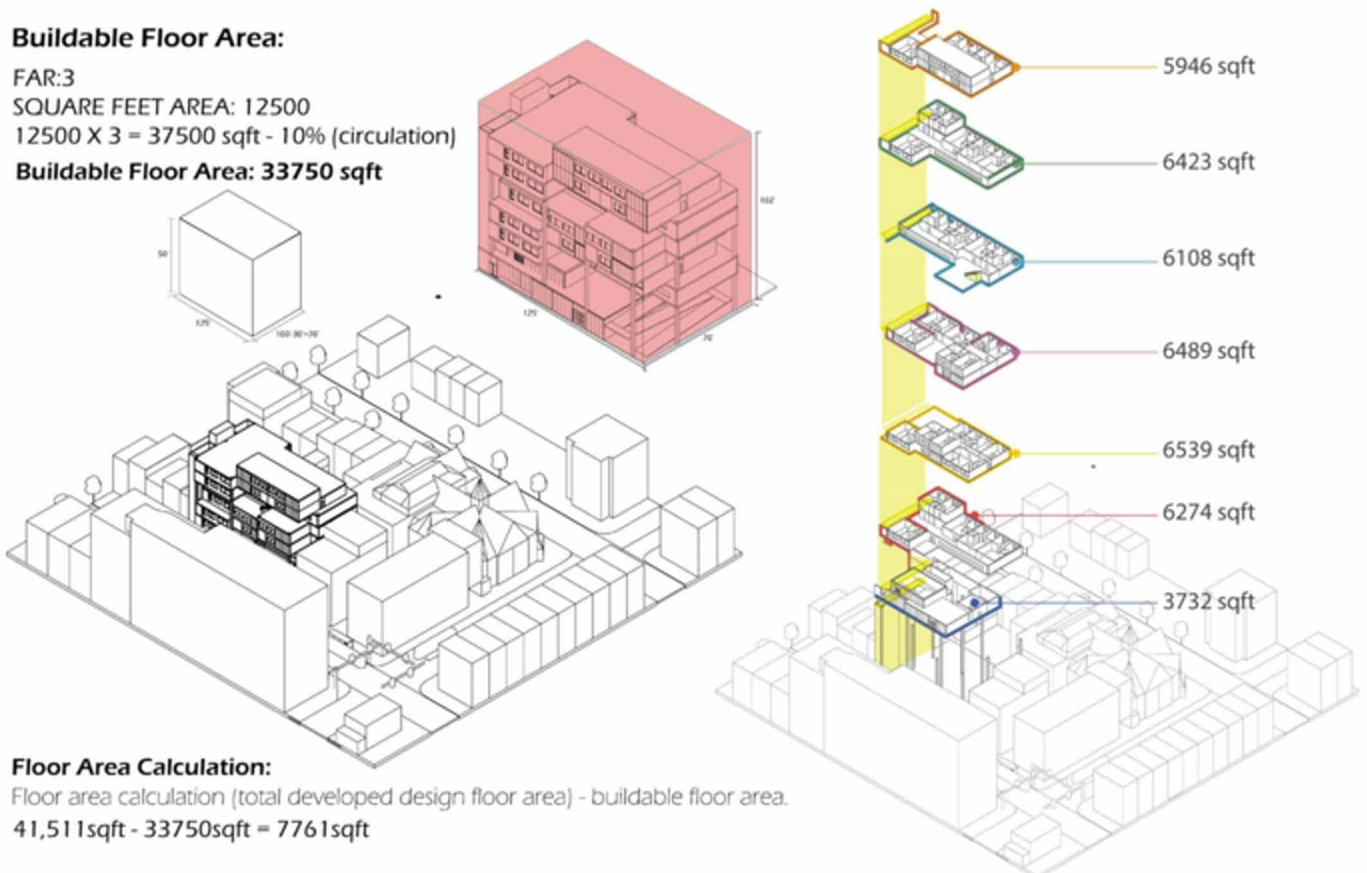 Buildable Floor Area:
FAR:3
SQUARE FEET AREA: 12500
12500 X 3 = 37500 sqft - 10% (circulation)
Buildable Floor Area: 33750 sqft
50'
125'
102'
125'
70'
5946 sqft
6423 sqft
6108 sqft
6489 sqft
6539 sqft
6274 sqft
3732 sqft
Floor Area Calculation:
Floor area calculation (total developed design floor area) - buildable floor area.
41,511sqft - 33750sqft = 7761sqft